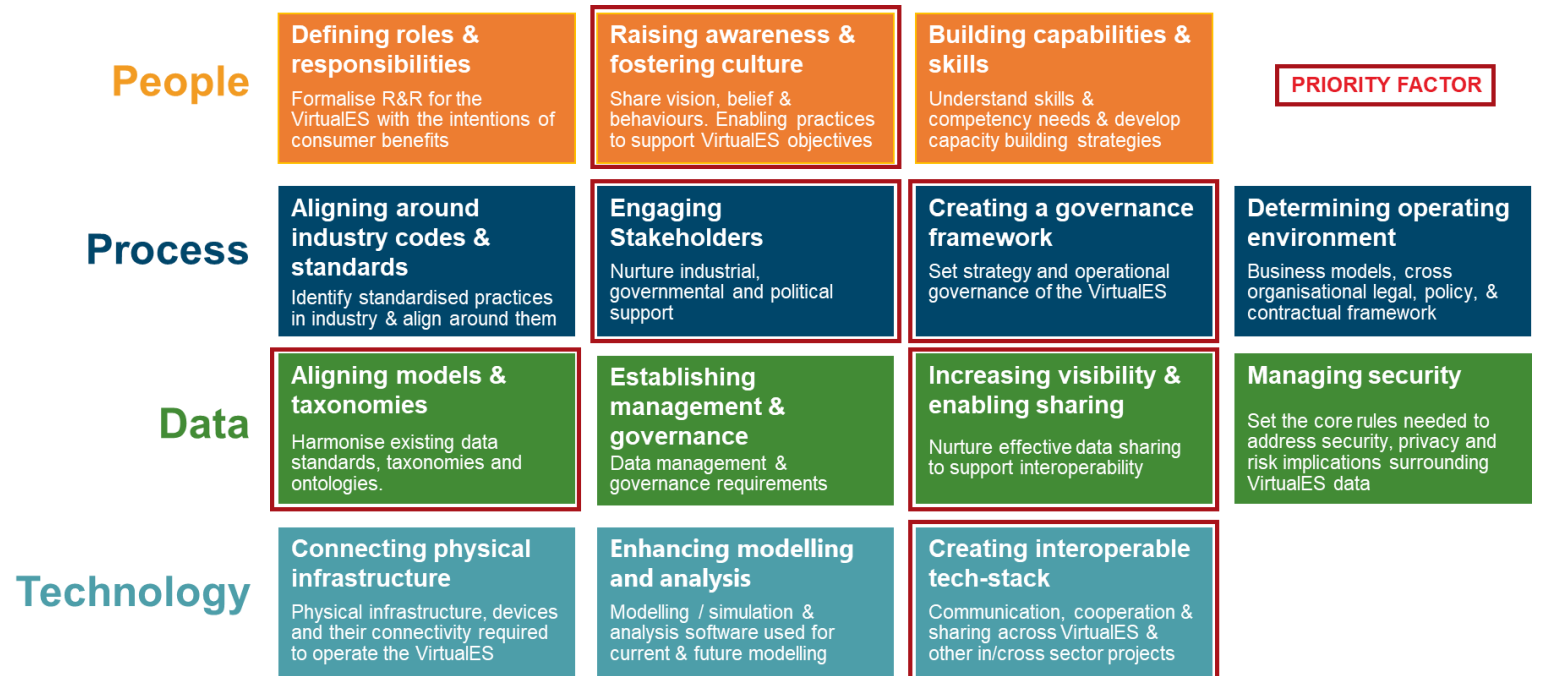 People
Defining roles &
responsibilities
Formalise R&R for the
VirtualES with the intentions of
consumer benefits
Raising awareness &
fostering culture
Share vision, belief &
behaviours. Enabling practices
to support VirtualES objectives
Building capabilities &
skills
Understand skills &
competency needs & develop
capacity building strategies
PRIORITY FACTOR
Process
Aligning around
industry codes &
standards
Identify standardised practices
in industry & align around them
Engaging
Stakeholders
Nurture industrial,
governmental and political
support
Creating a governance
framework
Set strategy and operational
governance of the VirtualES
Determining operating
environment
Business models, cross
organisational legal, policy, &
contractual framework
Data
Aligning models &
taxonomies
Harmonise existing data
standards, taxonomies and
ontologies.
Establishing
management &
governance
Data management &
governance requirements
Increasing visibility &
enabling sharing
Nurture effective data sharing
to support interoperability
Managing security
Set the core rules needed to
address security, privacy and
risk implications surrounding
VirtualES data
Technology
Connecting physical
infrastructure
Physical infrastructure, devices
and their connectivity required
to operate the VirtualES
Enhancing modelling
and analysis
Modelling / simulation &
analysis software used for
current & future modelling
Creating interoperable
tech-stack
Communication, cooperation &
sharing across VirtualES &
other in/cross sector projects